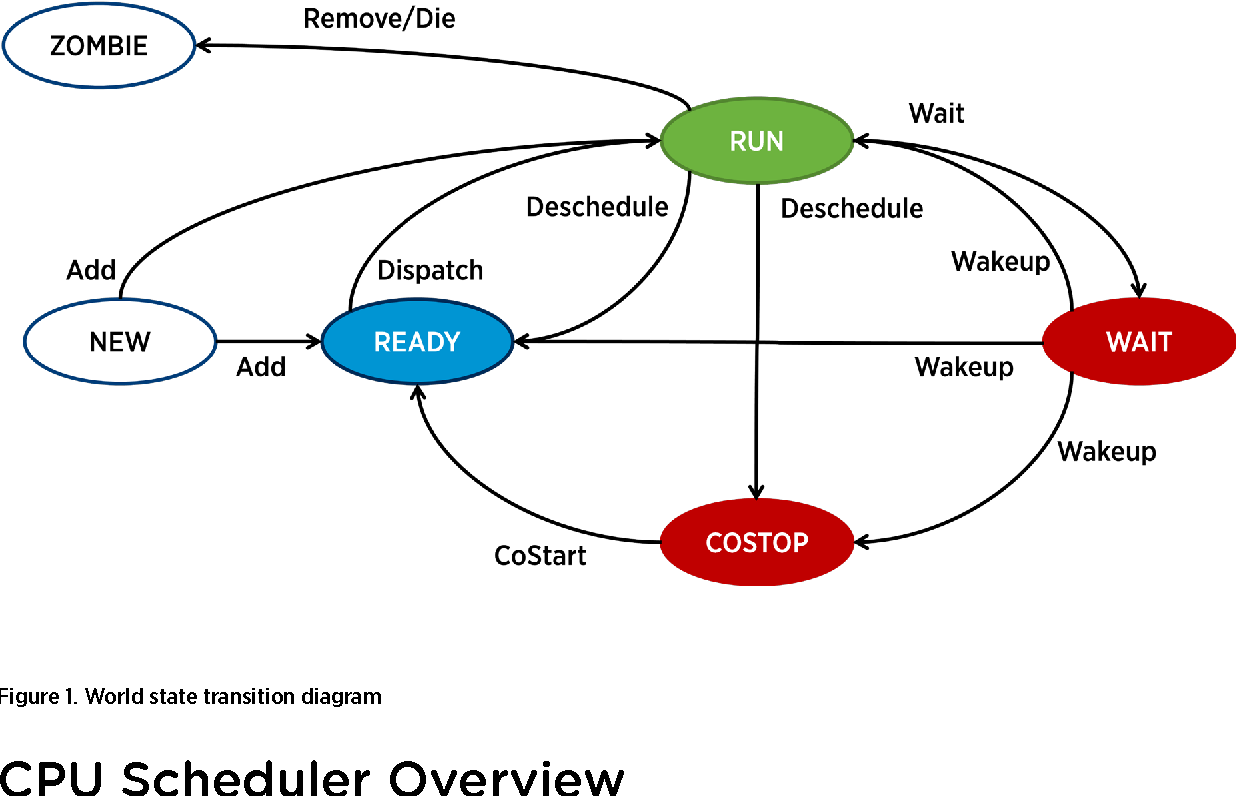 Remove/Die
ZOMBIE
Wait
RUN
Deschedule
Deschedule
Add
Dispatch
Wakeup
NEW
READY
WAIT
Add
Wakeup
Wakeup
COSTOP
CoStart
Figure 1. World state transition diagram
CPU Scheduler Overview